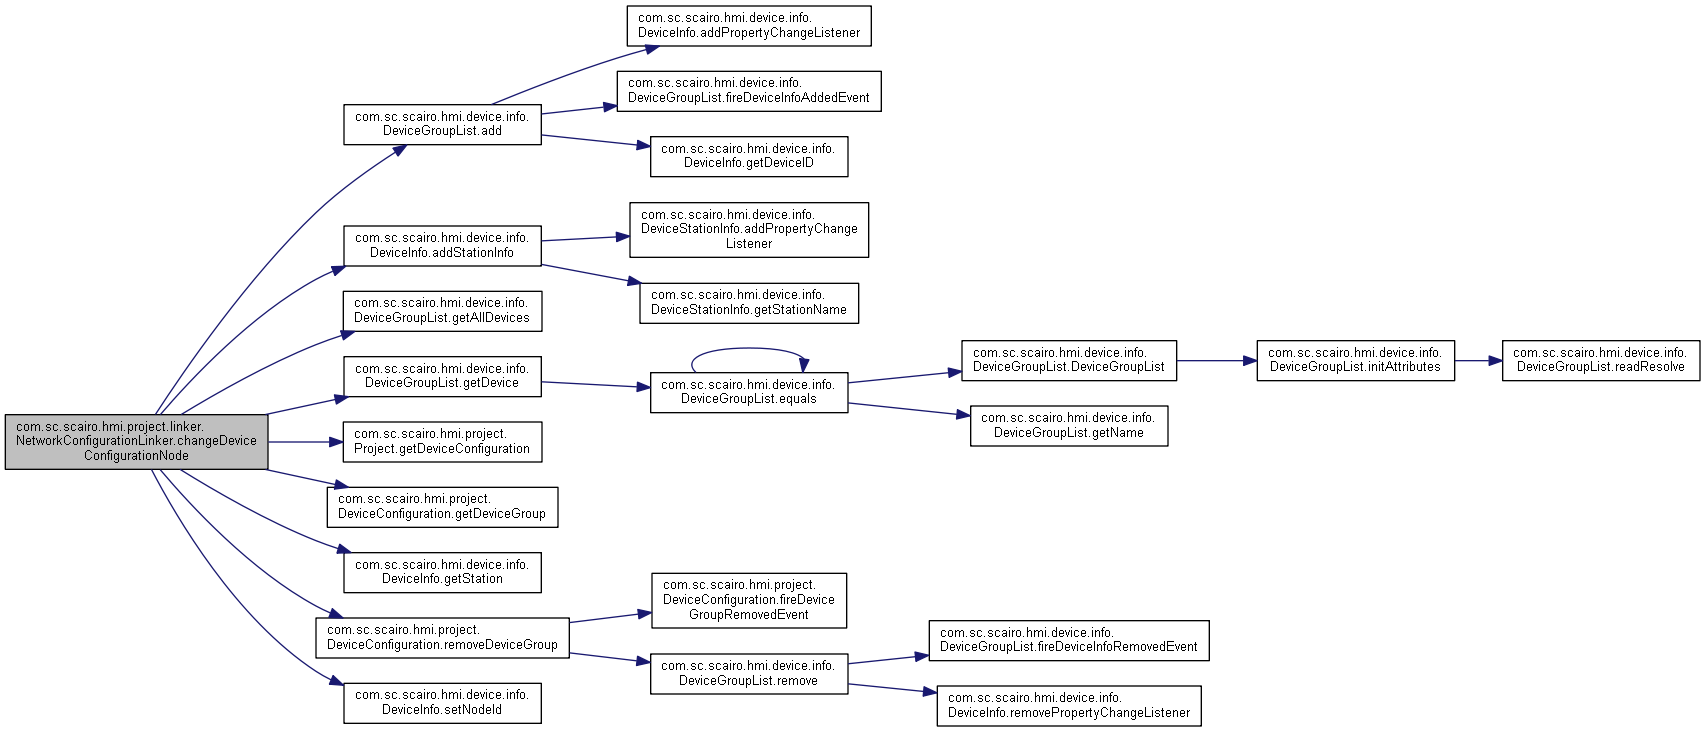 com.sc.scairo.hmi.device.info.
DeviceInfo.addPropertyChangeListener
com.sc.scairo.hmi.device.info.
DeviceGroupList.fireDeviceInfoAddedEvent
com.sc.scairo.hmi.device.info.
DeviceGroupList.add
com.sc.scairo.hmi.device.info.
DeviceInfo.getDeviceID
com.sc.scairo.hmi.device.info.
DeviceStationInfo.addPropertyChange
Listener
com.sc.scairo.hmi.device.info.
DeviceInfo.addStationInfo
com.sc.scairo.hmi.device.info.
DeviceStationInfo.getStationName
com.sc.scairo.hmi.device.info.
DeviceGroupList.getAllDevices
com.sc.scairo.hmi.device.info.
DeviceGroupList.getDevice
com.sc.scairo.hmi.device.info.
DeviceGroupList.equals
com.sc.scairo.hmi.device.info.
DeviceGroupList.DeviceGroupList
com.sc.scairo.hmi.device.info.
DeviceGroupList.initAttributes
com.sc.scairo.hmi.device.info.
DeviceGroupList.readResolve
com.sc.scairo.hmi.device.info.
DeviceGroupList.getName
com.sc.scairo.hmi.project.linker.
NetworkConfigurationLinker.changeDevice
ConfigurationNode
com.sc.scairo.hmi.project.
Project.getDeviceConfiguration
com.sc.scairo.hmi.project.
DeviceConfiguration.getDeviceGroup
com.sc.scairo.hmi.device.info.
DeviceInfo.getStation
com.sc.scairo.hmi.project.
DeviceConfiguration.fireDevice
GroupRemovedEvent
com.sc.scairo.hmi.project.
DeviceConfiguration.removeDeviceGroup
com.sc.scairo.hmi.device.info.
DeviceGroupList.remove
com.sc.scairo.hmi.device.info.
DeviceGroupList.fireDeviceInfoRemovedEvent
com.sc.scairo.hmi.device.info.
DeviceInfo.removePropertyChangeListener
com.sc.scairo.hmi.device.info.
DeviceInfo.setNodeId